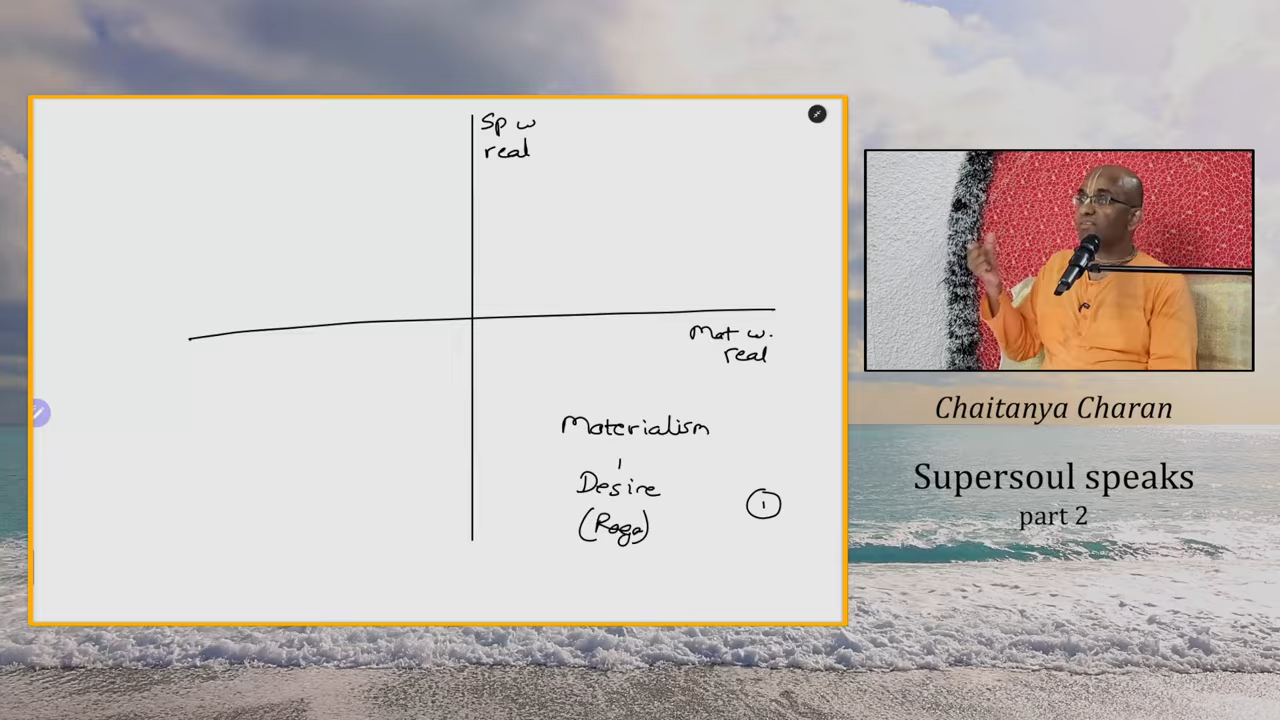 Sp w
real
Mat w.
real
Materialism
Desire
(Raga)
1
Chaitanya Charan
Supersoul speaks
part 2